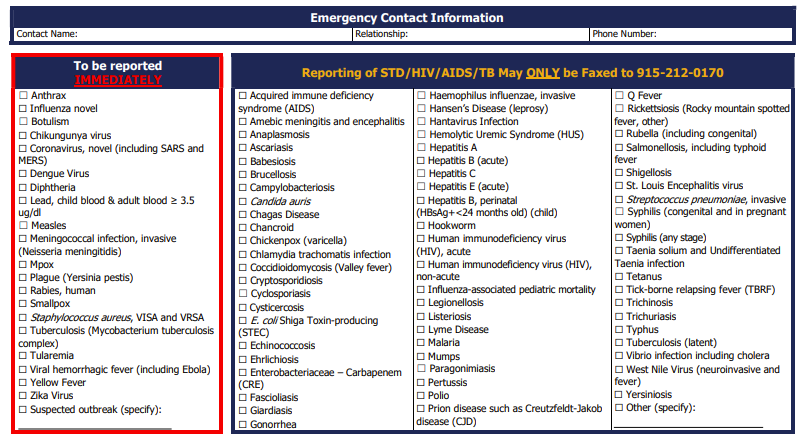 Emergency Contact Information
Contact Name: Relationship: Phone Number:
To be reported
IMMEDIATELY
☐ Anthrax
☐ Influenza novel
☐ Botulism
☐ Chikungunya virus
☐ Coronavirus, novel (including SARS and
MERS)
☐ Dengue Virus
☐ Diphtheria
☐ Lead, child blood & adult blood ≥ 3.5
ug/dl
☐ Measles
☐ Meningococcal infection, invasive
(Neisseria meningitidis)
☐ Mpox
☐ Plague (Yersinia pestis)
☐ Rabies, human
☐ Smallpox
☐ Staphylococcus aureus, VISA and VRSA
☐ Tuberculosis (Mycobacterium tuberculosis
complex)
☐ Tularemia
☐ Viral hemorrhagic fever (including Ebola)
☐ Yellow Fever
☐ Zika Virus
☐ Suspected outbreak (specify):
Reporting of STD/HIV/AIDS/TB May ONLY be Faxed to 915-212-0170
☐ Acquired immune deficiency
syndrome (AIDS)
☐ Amebic meningitis and encephalitis
☐ Anaplasmosis
☐ Ascariasis
☐ Babesiosis
☐ Brucellosis
☐ Campylobacteriosis
☐ Candida auris
☐ Chagas Disease
☐ Chancroid
☐ Chickenpox (varicella)
☐ Chlamydia trachomatis infection
☐ Coccidioidomycosis (Valley fever)
☐ Cryptosporidiosis
☐ Cyclosporiasis
☐ Cysticercosis
☐ E. coli Shiga Toxin-producing
(STEC)
☐ Echinococcosis
☐ Ehrlichiosis
☐ Enterobacteriaceae – Carbapenem
(CRE)
☐ Fascioliasis
☐ Giardiasis
☐ Gonorrhea
☐ Haemophilus influenzae, invasive
☐ Hansen's Disease (leprosy)
☐ Hantavirus Infection
☐ Hemolytic Uremic Syndrome (HUS)
☐ Hepatitis A
☐ Hepatitis B (acute)
☐ Hepatitis C
☐ Hepatitis E (acute)
☐ Hepatitis B, perinatal
(HBsAg+<24 months old) (child)
☐ Hookworm
☐ Human immunodeficiency virus
(HIV), acute
☐ Human immunodeficiency virus (HIV),
non-acute
☐ Influenza-associated pediatric mortality
☐ Legionellosis
☐ Listeriosis
☐ Lyme Disease
☐ Malaria
☐ Mumps
☐ Paragonimiasis
☐ Pertussis
☐ Polio
☐ Prion disease such as Creutzfeldt-Jakob
disease (CJD)
☐ Q Fever
☐ Rickettsiosis (Rocky mountain spotted
fever, other)
☐ Rubella (including congenital)
☐ Salmonellosis, including typhoid
fever
☐ Shigellosis
☐ St. Louis Encephalitis virus
☐ Streptococcus pneumoniae, invasive
☐ Syphilis (congenital and in pregnant
women)
☐ Syphilis (any stage)
☐ Taenia solium and Undifferentiated
Taenia infection
☐ Tetanus
☐ Tick-borne relapsing fever (TBRF)
☐ Trichinosis
☐ Trichuriasis
☐ Typhus
☐ Tuberculosis (latent)
☐ Vibrio infection including cholera
☐ West Nile Virus (neuroinvasive and
fever)
☐ Yersiniosis
☐ Other (specify):